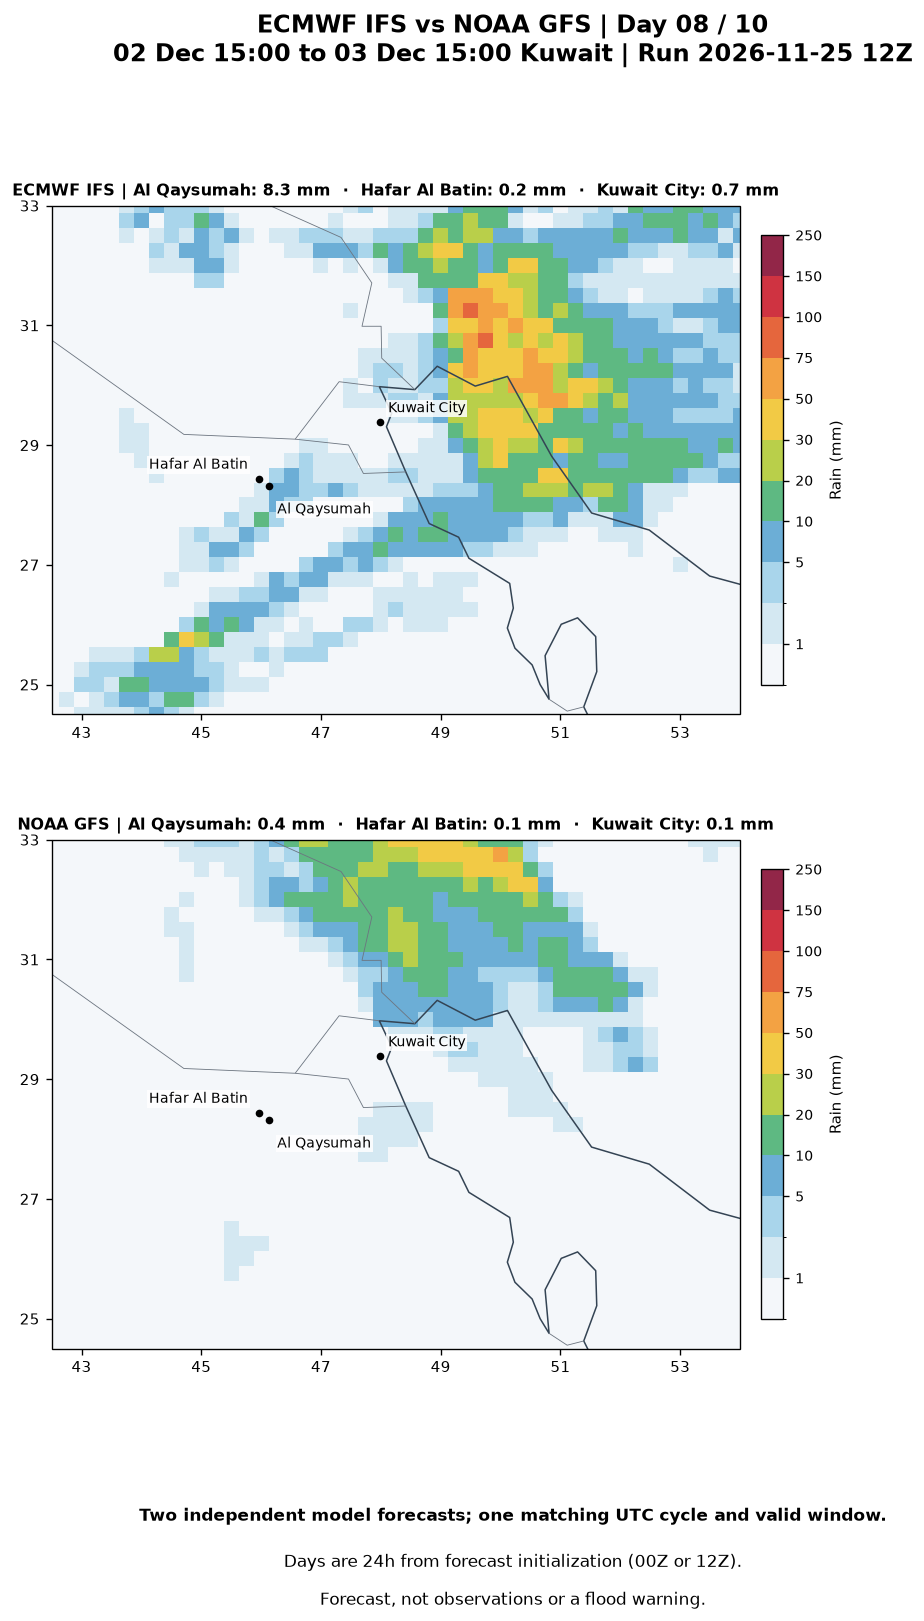 ECMWF IFS vs NOAA GFS | Day 08 / 10
02 Dec 15:00 to 03 Dec 15:00 Kuwait | Run 2026-11-25 12Z
ECMWF IFS | Al Qaysumah: 8.3 mm · Hafar Al Batin: 0.2 mm · Kuwait City: 0.7 mm
33
31
29
27
25
43
45
47
49
51
53
Kuwait City
Hafar Al Batin
Al Qaysumah
250
150
100
75
50
30
20
10
5
1
Rain (mm)
NOAA GFS | Al Qaysumah: 0.4 mm · Hafar Al Batin: 0.1 mm · Kuwait City: 0.1 mm
33
31
29
27
25
43
45
47
49
51
53
Kuwait City
Hafar Al Batin
Al Qaysumah
250
150
100
75
50
30
20
10
5
1
Rain (mm)
Two independent model forecasts; one matching UTC cycle and valid window.
Days are 24h from forecast initialization (00Z or 12Z).
Forecast, not observations or a flood warning.